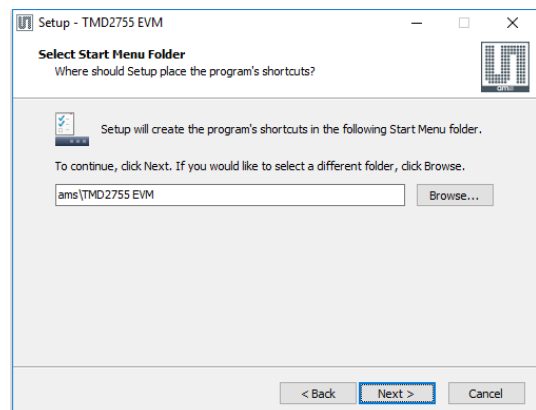 Setup - TMD2755 EVM
Select Start Menu Folder
Where should Setup place the program's shortcuts?
am
Setup will create the program's shortcuts in the following Start Menu folder.
To continue, click Next. If you would like to select a different folder, click Browse.
ams\TMD2755 EVM
Browse...
< Back
Next >
Cancel